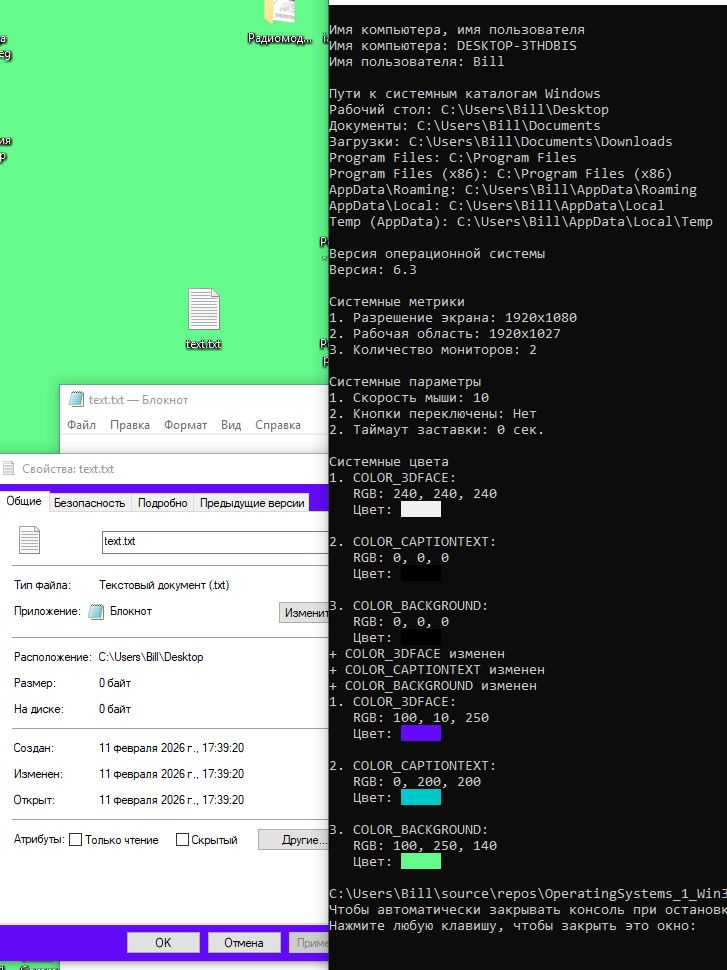 Радиомод...
text.txt
text.txt — Блокнот
Файл Правка Формат Вид Справка
Свойства: text.txt
Общие Безопасность Подробно Предыдущие версии
text.txt
Тип файла: Текстовый документ (.txt)
Приложение: Блокнот Изменит
Расположение: C:\Users\Bill\Desktop
Размер: 0 байт
На диске: 0 байт
Создан: 11 февраля 2026 г., 17:39:20
Изменен: 11 февраля 2026 г., 17:39:20
Открыт: 11 февраля 2026 г., 17:39:20
Атрибуты: Только чтение Скрытый Другие...
ОК Отмена Приме
Имя компьютера, имя пользователя
Имя компьютера: DESKTOP-3THDBIS
Имя пользователя: Bill
Пути к системным каталогам Windows
Рабочий стол: C:\Users\Bill\Desktop
Документы: C:\Users\Bill\Documents
Загрузки: C:\Users\Bill\Documents\Downloads
Program Files: C:\Program Files
Program Files (x86): C:\Program Files (x86)
AppData\Roaming: C:\Users\Bill\AppData\Roaming
AppData\Local: C:\Users\Bill\AppData\Local
Temp (AppData): C:\Users\Bill\AppData\Local\Temp
Версия операционной системы
Версия: 6.3
Системные метрики
1. Разрешение экрана: 1920x1080
2. Рабочая область: 1920x1027
3. Количество мониторов: 2
Системные параметры
1. Скорость мыши: 10
2. Кнопки переключены: Нет
2. Таймаут заставки: 0 сек.
Системные цвета
1. COLOR_3DFACE:
RGB: 240, 240, 240
Цвет:
2. COLOR_CAPTIONTEXT:
RGB: 0, 0, 0
Цвет:
3. COLOR_BACKGROUND:
RGB: 0, 0, 0
Цвет:
+ COLOR_3DFACE изменен
+ COLOR_CAPTIONTEXT изменен
+ COLOR_BACKGROUND изменен
1. COLOR_3DFACE:
RGB: 100, 10, 250
Цвет:
2. COLOR_CAPTIONTEXT:
RGB: 0, 200, 200
Цвет:
3. COLOR_BACKGROUND:
RGB: 100, 250, 140
Цвет:
C:\Users\Bill\source\repos\OperatingSystems_1_Win3
Чтобы автоматически закрывать консоль при останов
Нажмите любую клавишу, чтобы закрыть это окно: